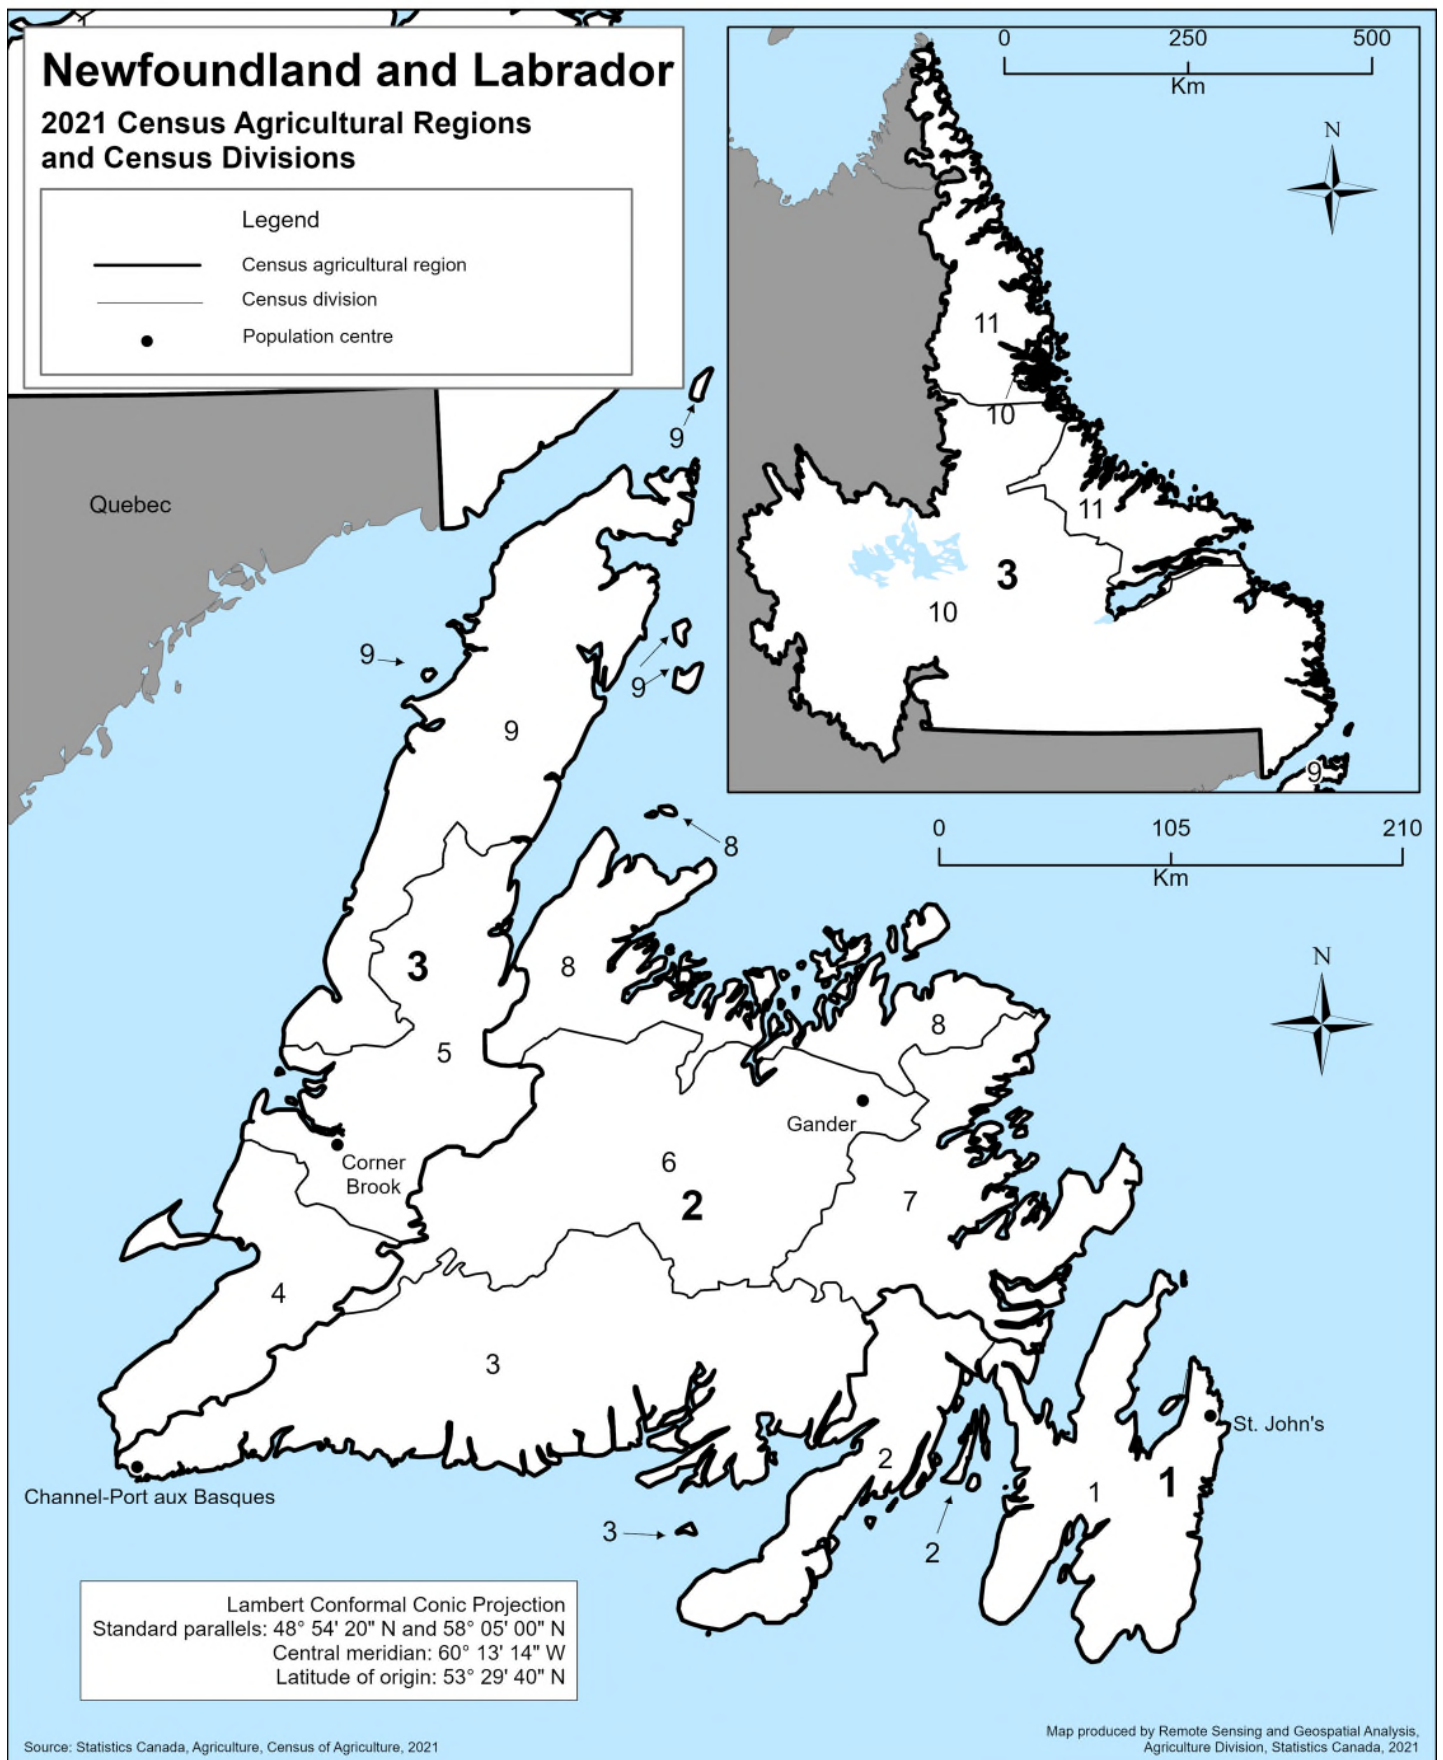 Newfoundland and Labrador
2021 Census Agricultural Regions
and Census Divisions
Legend
Census agricultural region
Census division
Population centre
0 250 500
Km
N
11
10
11
3
10
9
Quebec
9
9
9
9
0 105 210
Km
8
N
3
8
8
5
Gander
Corner
Brook
6
2
7
4
3
St. John's
2
1
1
Channel-Port aux Basques
3
2
Lambert Conformal Conic Projection
Standard parallels: 48° 54' 20" N and 58° 05' 00" N
Central meridian: 60° 13' 14" W
Latitude of origin: 53° 29' 40" N
Source: Statistics Canada, Agriculture, Census of Agriculture, 2021
Map produced by Remote Sensing and Geospatial Analysis,
Agriculture Division, Statistics Canada, 2021